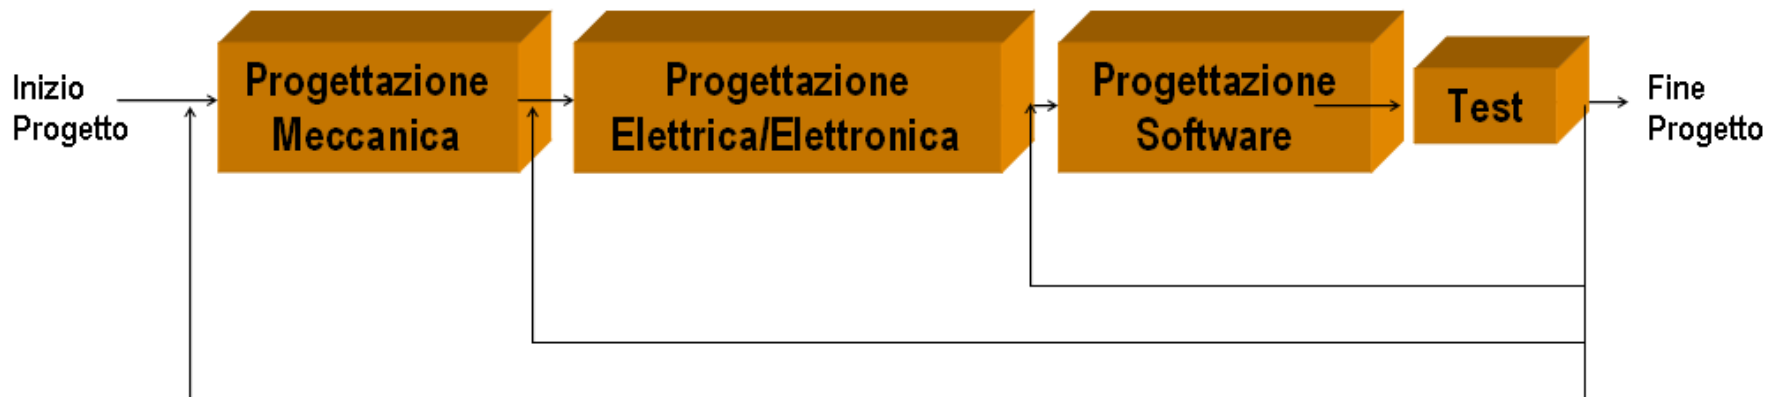 Inizio
Progetto
Progettazione
Meccanica
Progettazione
Elettrica/Elettronica
Progettazione
Software
Test
Fine
Progetto